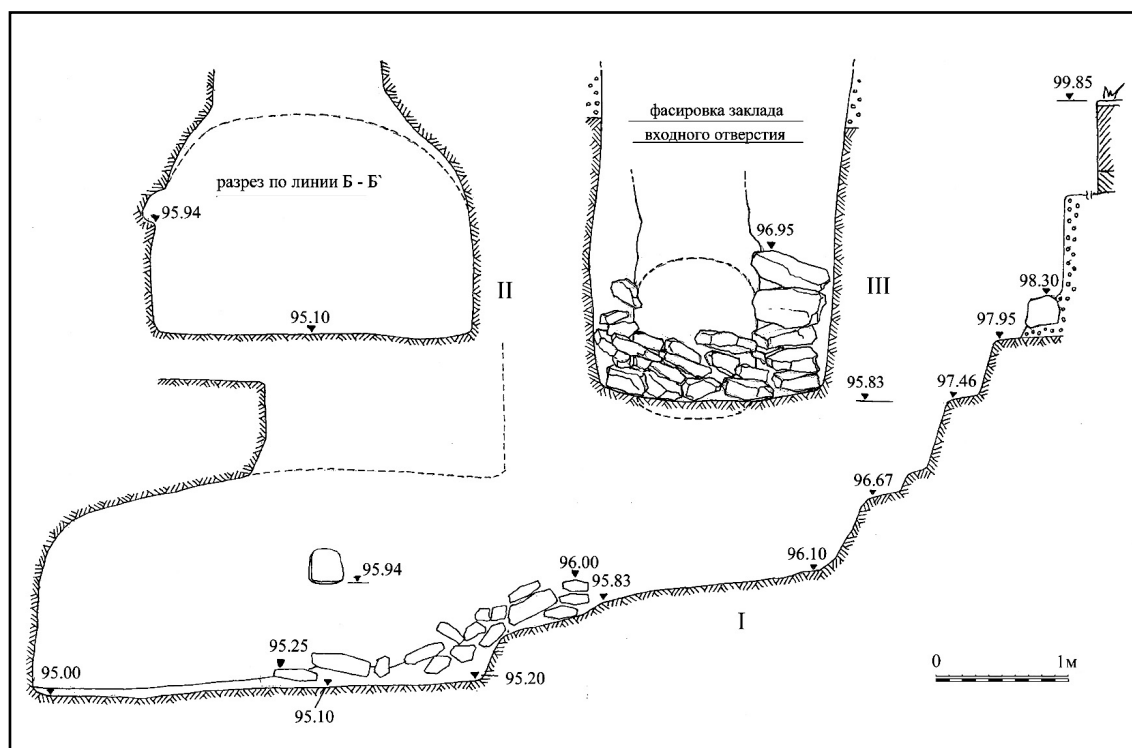 разрез по линии Б - Б`
95.94
95.10
II
фасировка заклада
входного отверстия
96.95
95.83
III
99.85
98.30
97.95
97.46
96.67
96.10
95.94
96.00
95.83
I
95.25
95.00
95.10
95.20
0 1м